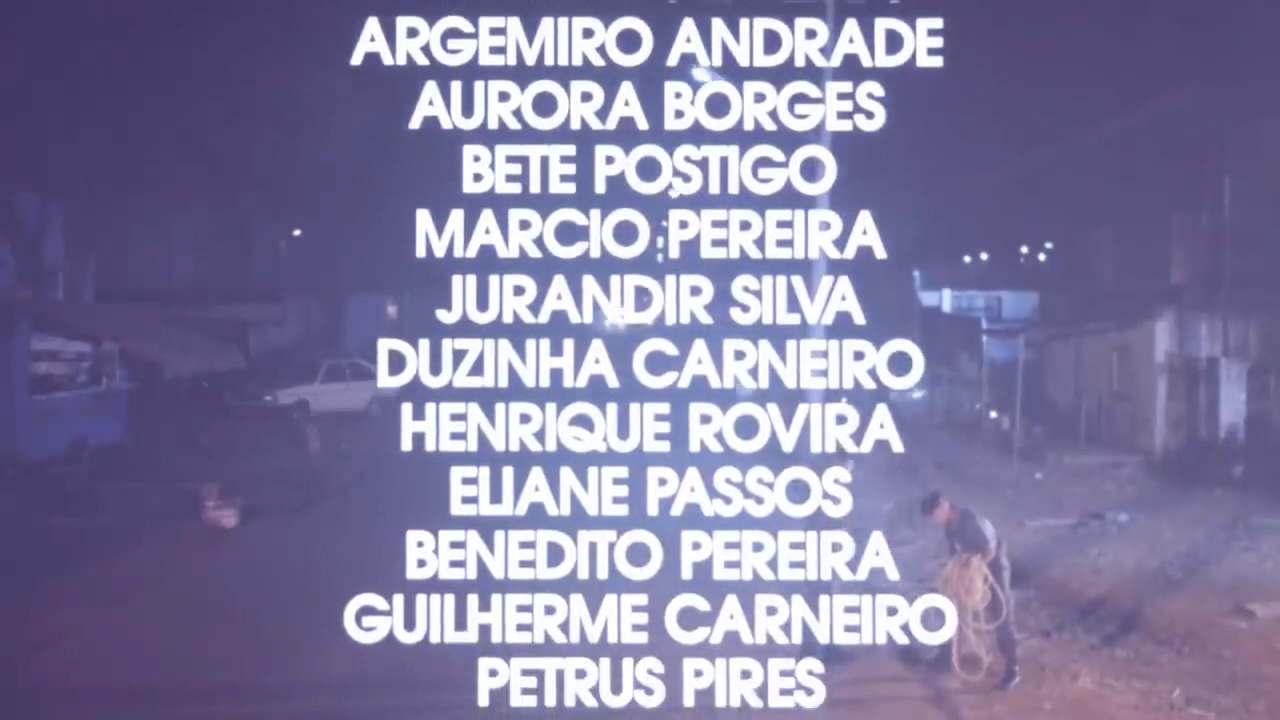 ARGEMIRO ANDRADE
AURORA BORGES
BETE POSTIGO
MARCIO PEREIRA
JURANDIR SILVA
DUZINHA CARNEIRO
HENRIQUE ROVIRA
ELIANE PASSOS
BENEDITO PEREIRA
GUILHERME CARNEIRO
PETRUS PIRES